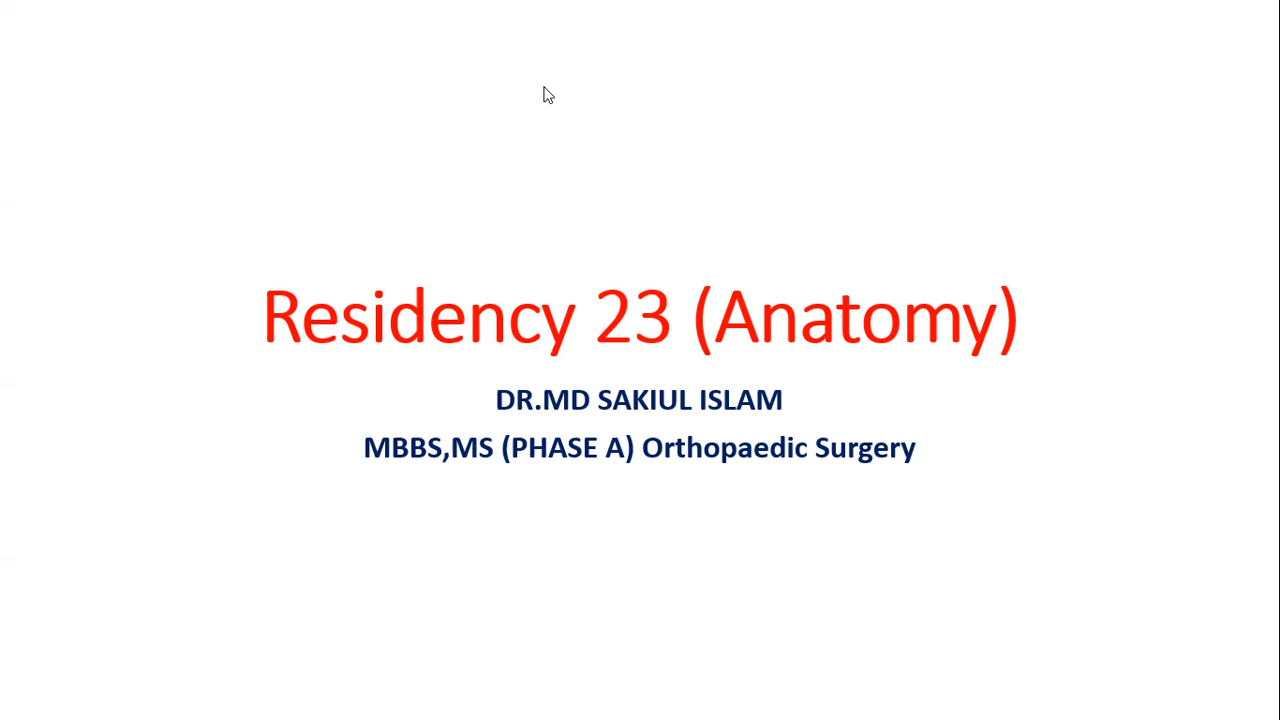 Residency 23 (Anatomy)
DR.MD SAKIUL ISLAM
MBBS,MS (PHASE A) Orthopaedic Surgery